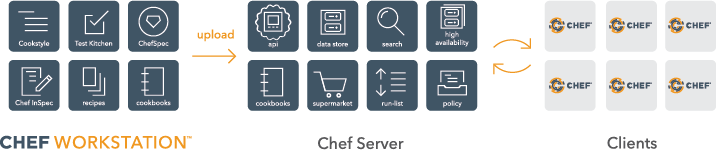 Cookstyle
Test Kitchen
ChefSpec
Chef InSpec
recipes
cookbooks
CHEF WORKSTATION™
upload
api
data store
search
high
availability
cookbooks
supermarket
run-list
policy
Chef Server
CHEF
CHEF
CHEF
CHEF
CHEF
CHEF
Clients